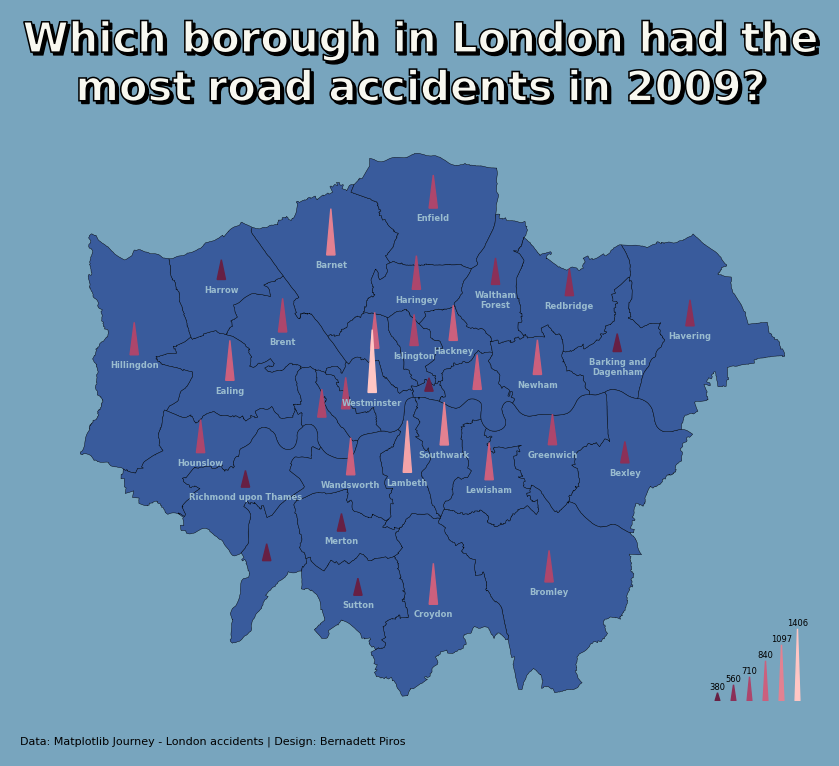 Which borough in London had the
most road accidents in 2009?
Enfield
Barnet
Harrow
Haringey
Waltham
Forest
Redbridge
Havering
Brent
Hillingdon
Islington
Hackney
Barking and
Dagenham
Ealing
Newham
Westminster
Hounslow
Southwark
Greenwich
Bexley
Richmond upon Thames
Wandsworth
Lambeth
Lewisham
Merton
Sutton
Croydon
Bromley
1406
1097
840
710
560
380
Data: Matplotlib Journey - London accidents | Design: Bernadett Piros